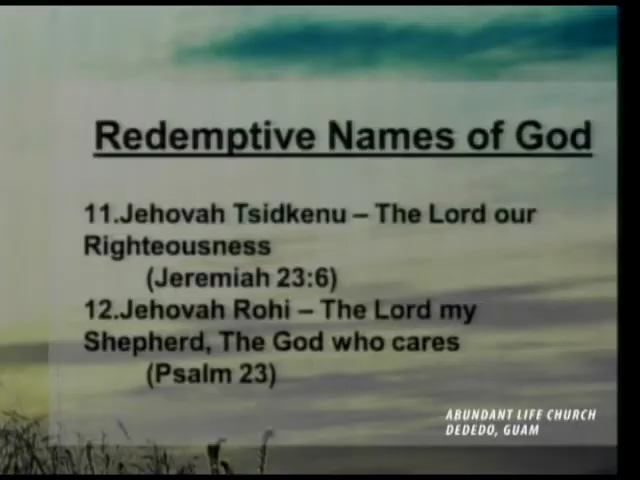 Redemptive Names of God
11.Jehovah Tsidkenu – The Lord our
Righteousness
(Jeremiah 23:6)
12.Jehovah Rohi – The Lord my
Shepherd, The God who cares
(Psalm 23)
ABUNDANT LIFE CHURCH
DEDEDO, GUAM